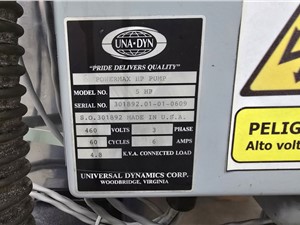 UNA-DYN
"PRIDE DELIVERS QUALITY"
POWERMAX HP PUMP
MODEL NO. 5 HP
SERIAL NO. 301892.01-01-0609
S.O.301892 MADE IN U.S.A.
460 VOLTS 3 PHASE
60 CYCLES 6 AMPS
4.8 K.V.A. CONNECTED LOAD
UNIVERSAL DYNAMICS CORP.
WOODBRIDGE, VIRGINIA
PELIG
Alto volt